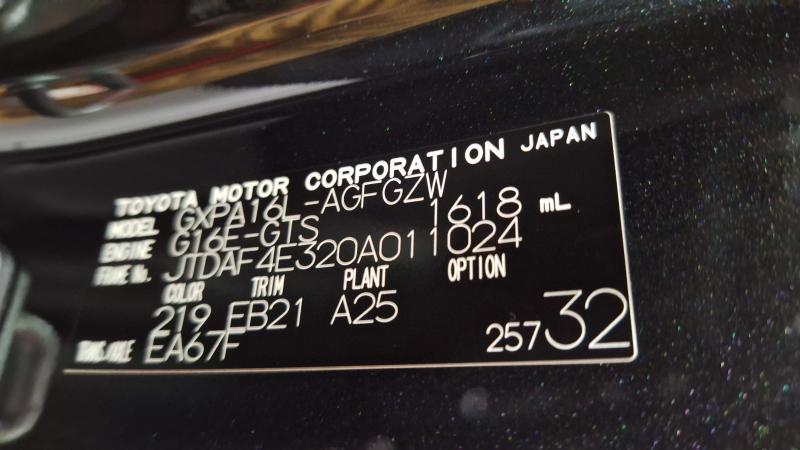 TOYOTA MOTOR CORPORATION JAPAN
MODEL GXPA16L-AGFGZW
ENGINE G16E-GTS 1618 mL
FRAME No. JTDAF4E320A011024
COLOR TRIM PLANT OPTION
219 EB21 A25
TRANS./AXLE EA67F
25732